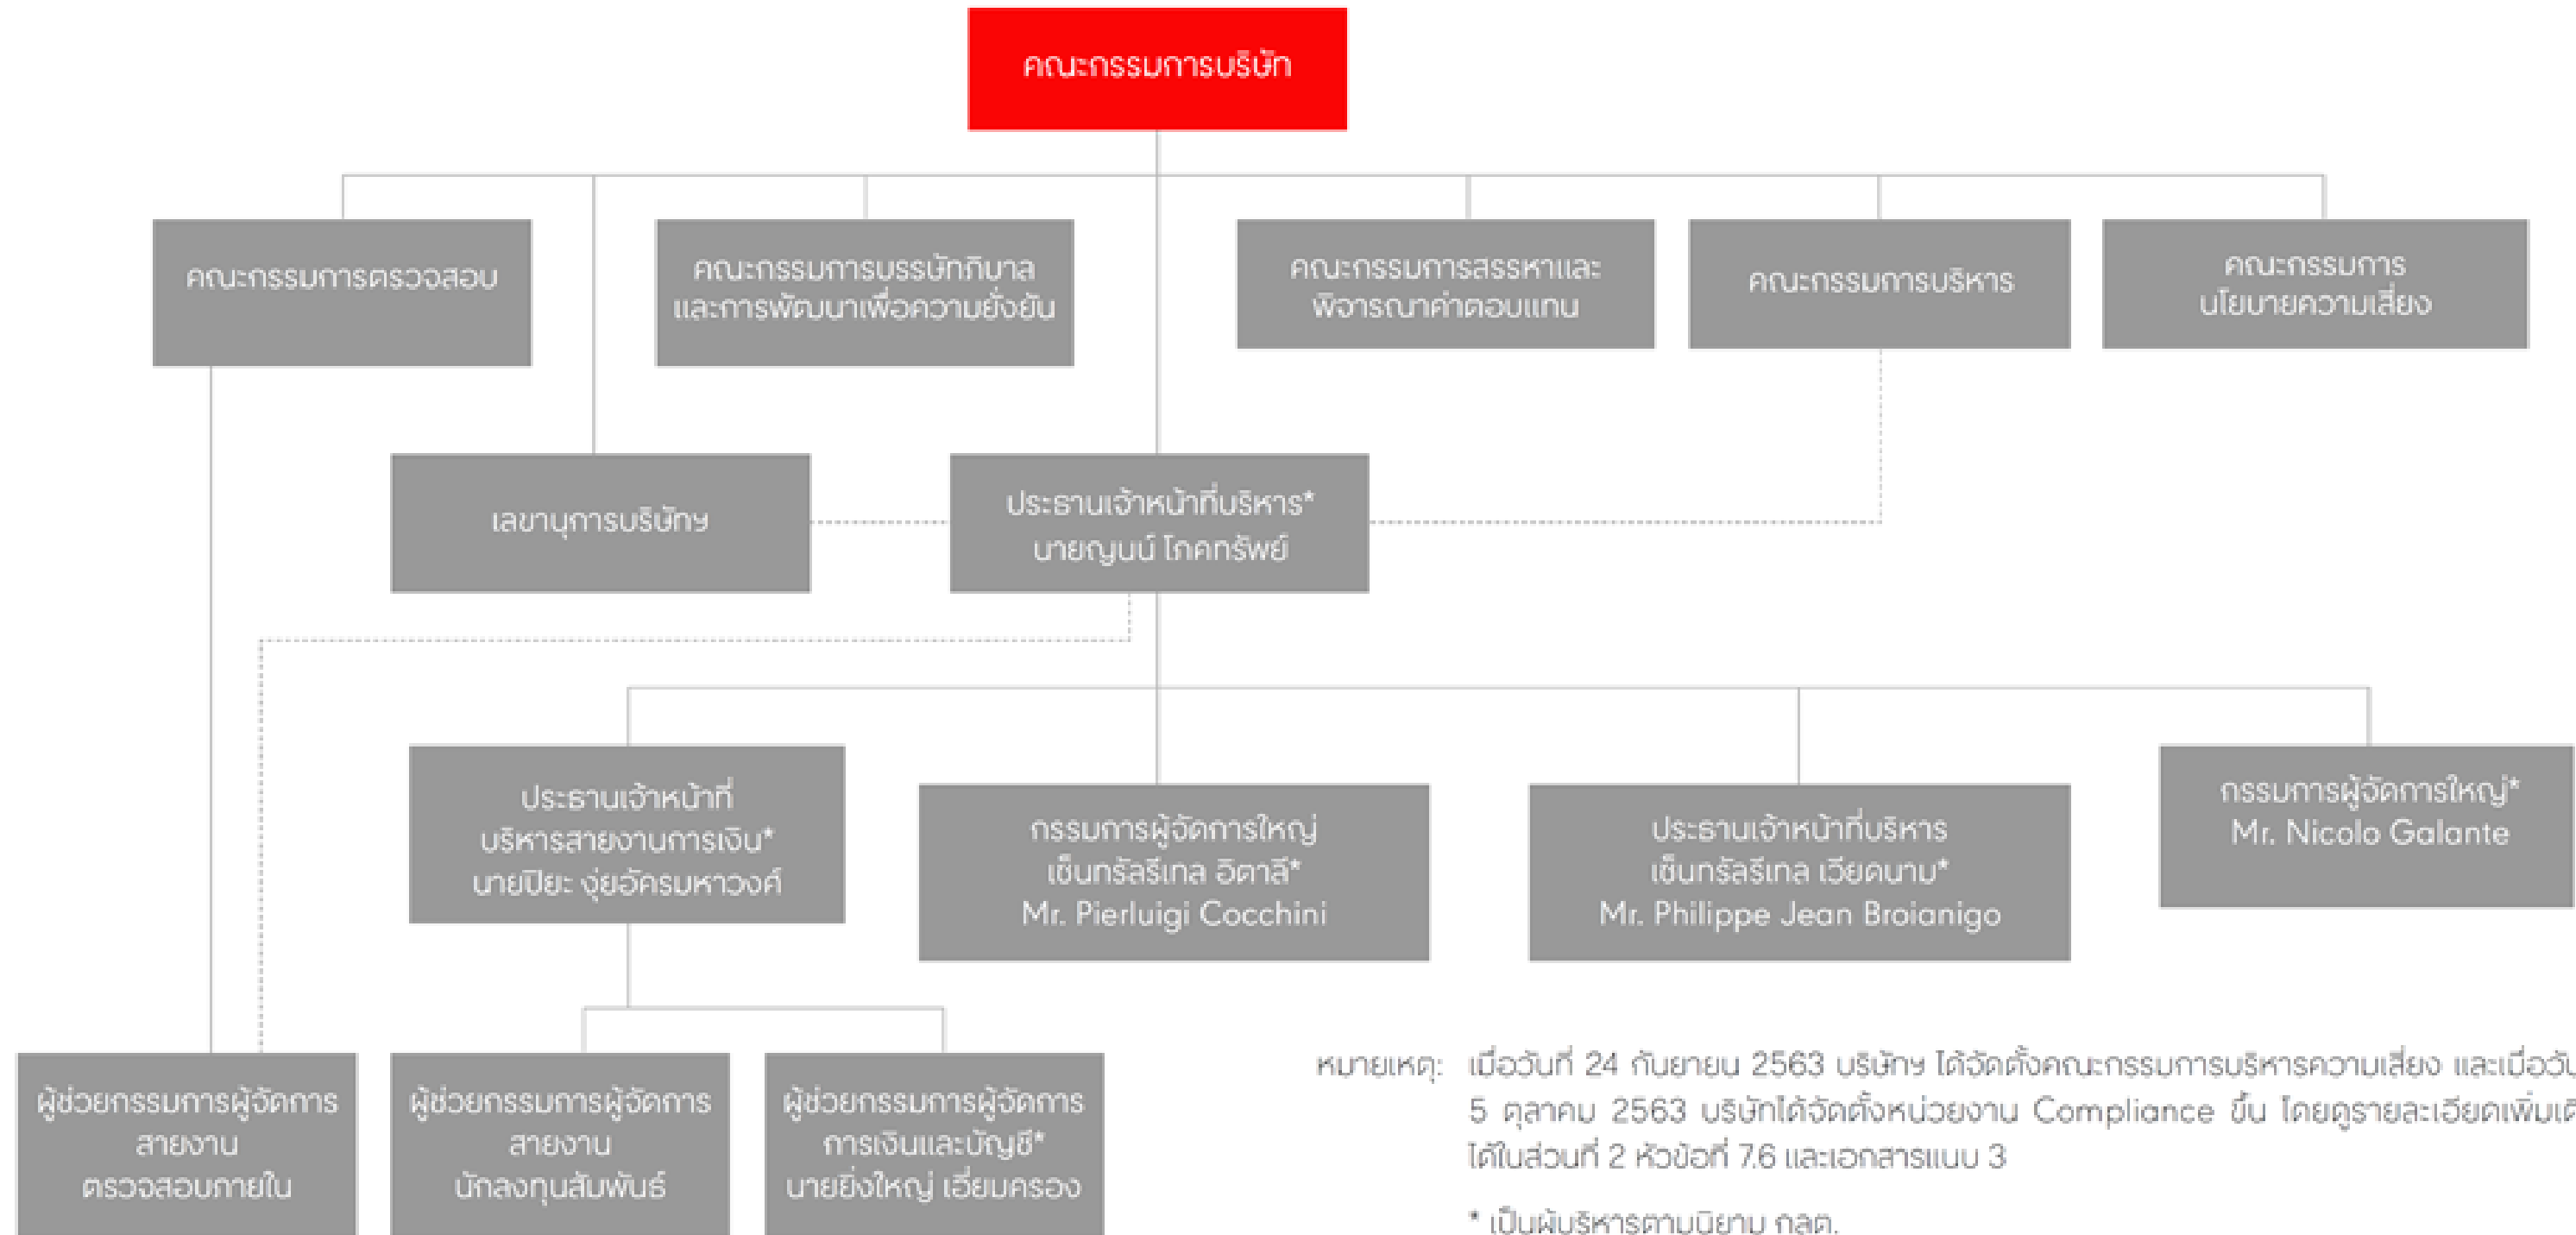 คณะกรรมการบริษัท
คณะกรรมการตรวจสอบ
คณะกรรมการบรรษัทภิบาล
และการพัฒนาเพื่อความยั่งยืน
คณะกรรมการสรรหาและ
พิจารณาค่าตอบแทน
คณะกรรมการบริหาร
คณะกรรมการ
นโยบายความเสี่ยง
เลขานุการบริษัทฯ
ประธานเจ้าหน้าที่บริหาร*
นายญนน์ โภคทรัพย์
ประธานเจ้าหน้าที่
บริหารสายงานการเงิน*
นายปิยะ งุ่ยอัครมหาวงศ์
กรรมการผู้จัดการใหญ่
เซ็นทรัลรีเทล อิตาลี*
Mr. Pierluigi Cocchini
ประธานเจ้าหน้าที่บริหาร
เซ็นทรัลรีเทล เวียดนาม*
Mr. Philippe Jean Broianigo
กรรมการผู้จัดการใหญ่*
Mr. Nicolo Galante
ผู้ช่วยกรรมการผู้จัดการ
สายงาน
ตรวจสอบภายใน
ผู้ช่วยกรรมการผู้จัดการ
สายงาน
นักลงทุนสัมพันธ์
ผู้ช่วยกรรมการผู้จัดการ
การเงินและบัญชี*
นายยิ่งใหญ่ เอี่ยมครอง
หมายเหตุ: เมื่อวันที่ 24 กันยายน 2563 บริษัทฯ ได้จัดตั้งคณะกรรมการบริหารความเสี่ยง และเมื่อวัน
5 ตุลาคม 2563 บริษัทได้จัดตั้งหน่วยงาน Compliance ขึ้น โดยดูรายละเอียดเพิ่มเติ
ได้ในส่วนที่ 2 หัวข้อที่ 7.6 และเอกสารแนบ 3
* เป็นผู้บริหารตามนิยาม กลต.